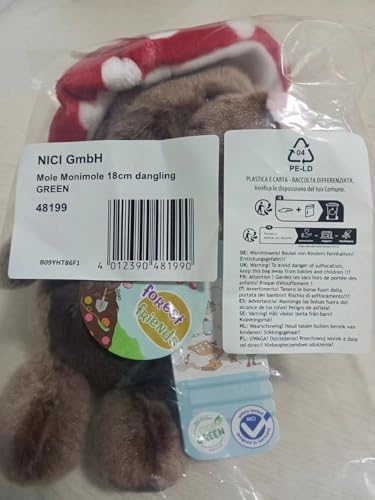 NICI GmbH
Mole Monimole 18cm dangling
GREEN
48199
B09YHT86F1
4 012390 481990
04
PE-LD
PLASTICA E CARTA - RACCOLTA DIFFERENZIATA.
Verifica le disposizioni del tuo Comune.
DE: Warnhinweis! Beutel von Kindern fernhalten!
Erstickungsgefahr!!!
UK: Warning! To avoid danger of suffocation,
keep this bag away from babies and children !!!
FR: Attention ! Garder les sacs hors de portée des enfants!
Risque d'étouffement !
IT: Avvertimento! Tenere le borse fuori dalla
portata dei bambini! Rischio di soffocamento!
ES: Advertencia! Mantenga las bolsas fuera del
alcance de los niños! Peligro de asfixia!
SE: Varning! Håll väskor borta från barn!
Kvävningsrisk!
NL: Waarschuwing! Houd tassen buiten bereik van
kinderen! Stikkingsgevaar!
PL: UWAGA! Ostrzeżenie! Przechowuj worek z dala
od dzieci! Niebezpieczeństwo uduszenia!
forest
friends
GREEN
NICI